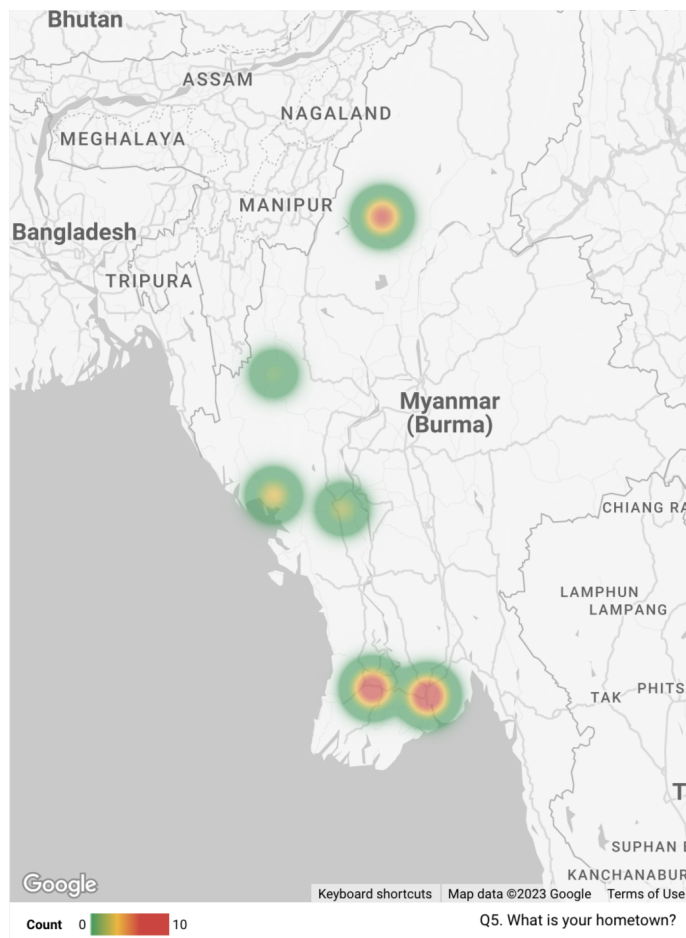 Bhutan
ASSAM
NAGALAND
MEGHALAYA
MANIPUR
Bangladesh
TRIPURA
Myanmar
(Burma)
CHIANG RA
LAMPHUN
LAMPANG
TAK
PHITS
T
SUPHAN
KANCHANABUR
Google
Keyboard shortcuts
Map data ©2023 Google
Terms of Use
Count 0 10
Q5. What is your hometown?